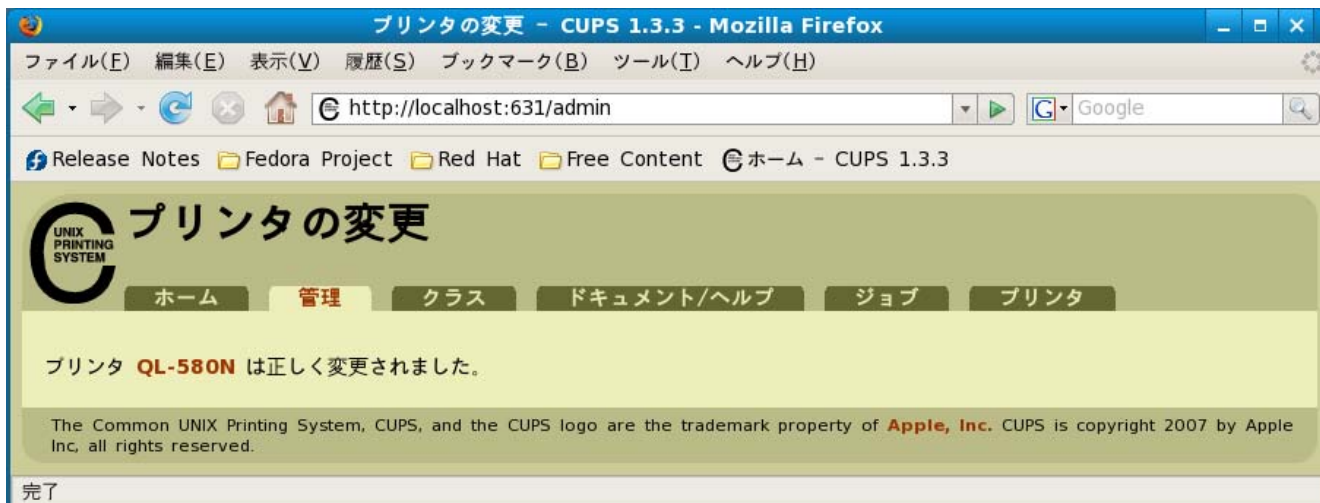 プリンタの変更 - CUPS 1.3.3 - Mozilla Firefox
ファイル(F) 編集(E) 表示(V) 履歴(S) ブックマーク(B) ツール(T) ヘルプ(H)
http://localhost:631/admin G Google
Release Notes Fedora Project Red Hat Free Content ホーム - CUPS 1.3.3
UNIX PRINTING SYSTEM
プリンタの変更
ホーム 管理 クラス ドキュメント/ヘルプ ジョブ プリンタ
プリンタ QL-580N は正しく変更されました。
The Common UNIX Printing System, CUPS, and the CUPS logo are the trademark property of Apple, Inc. CUPS is copyright 2007 by Apple
Inc, all rights reserved.
完了